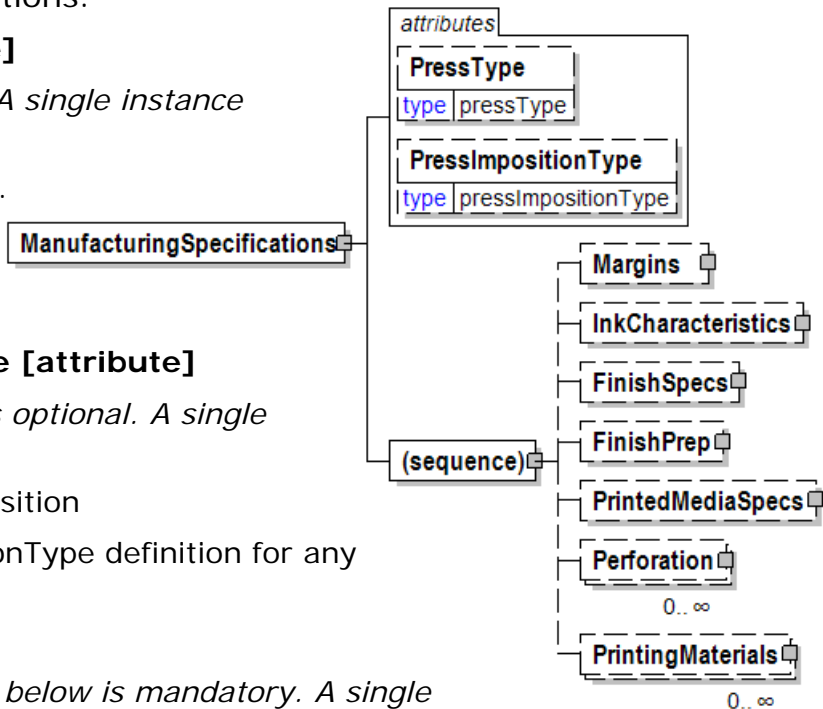 tions.
]
A single instance
.
e [attribute]
s optional. A single
sition
onType definition for any
below is mandatory. A single
attributes
PressType
type pressType
PressImpositionType
type pressImpositionType
ManufacturingSpecifications
(sequence)
Margins
InkCharacteristics
FinishSpecs
FinishPrep
PrintedMediaSpecs
Perforation
0.. ∞
PrintingMaterials
0.. ∞